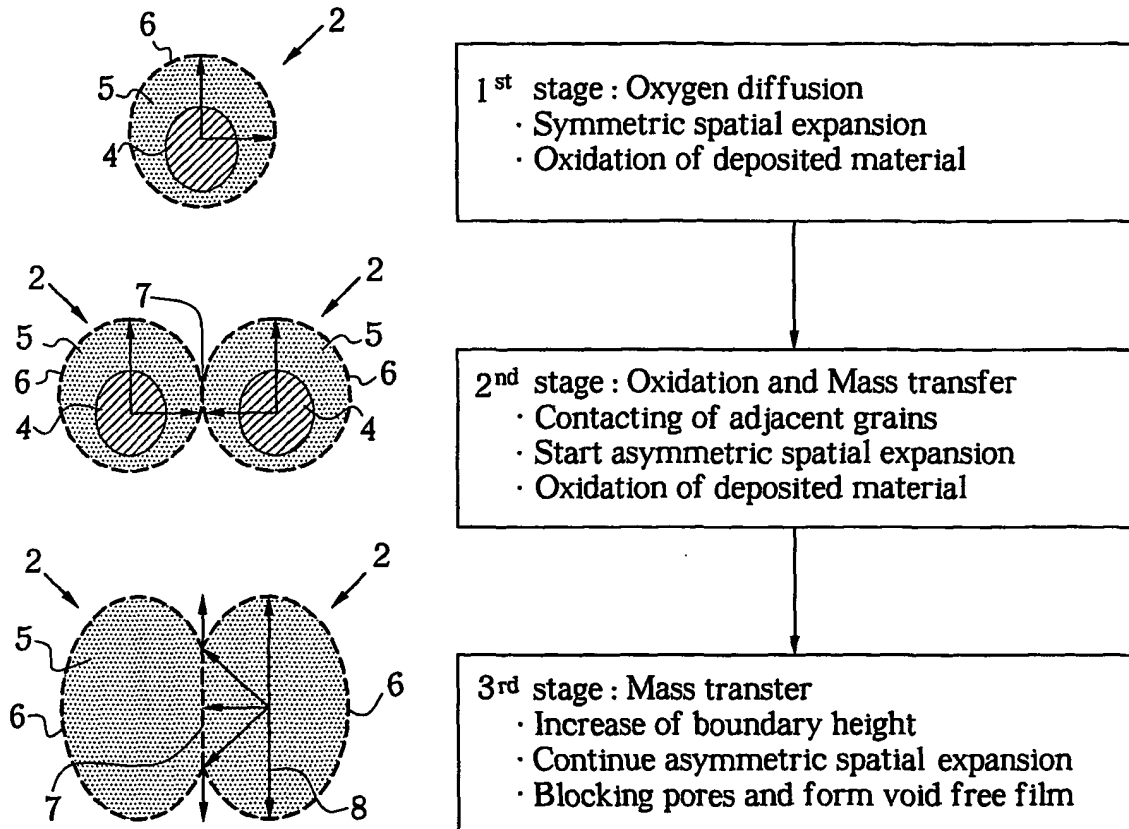 6
2
5
4
1st stage : Oxygen diffusion
· Symmetric spatial expansion
· Oxidation of deposited material
2
7
2
5
5
6
6
4
4
2nd stage : Oxidation and Mass transfer
· Contacting of adjacent grains
· Start asymmetric spatial expansion
· Oxidation of deposited material
2
2
5
6
6
7
8
3rd stage : Mass transter
· Increase of boundary height
· Continue asymmetric spatial expansion
· Blocking pores and form void free film